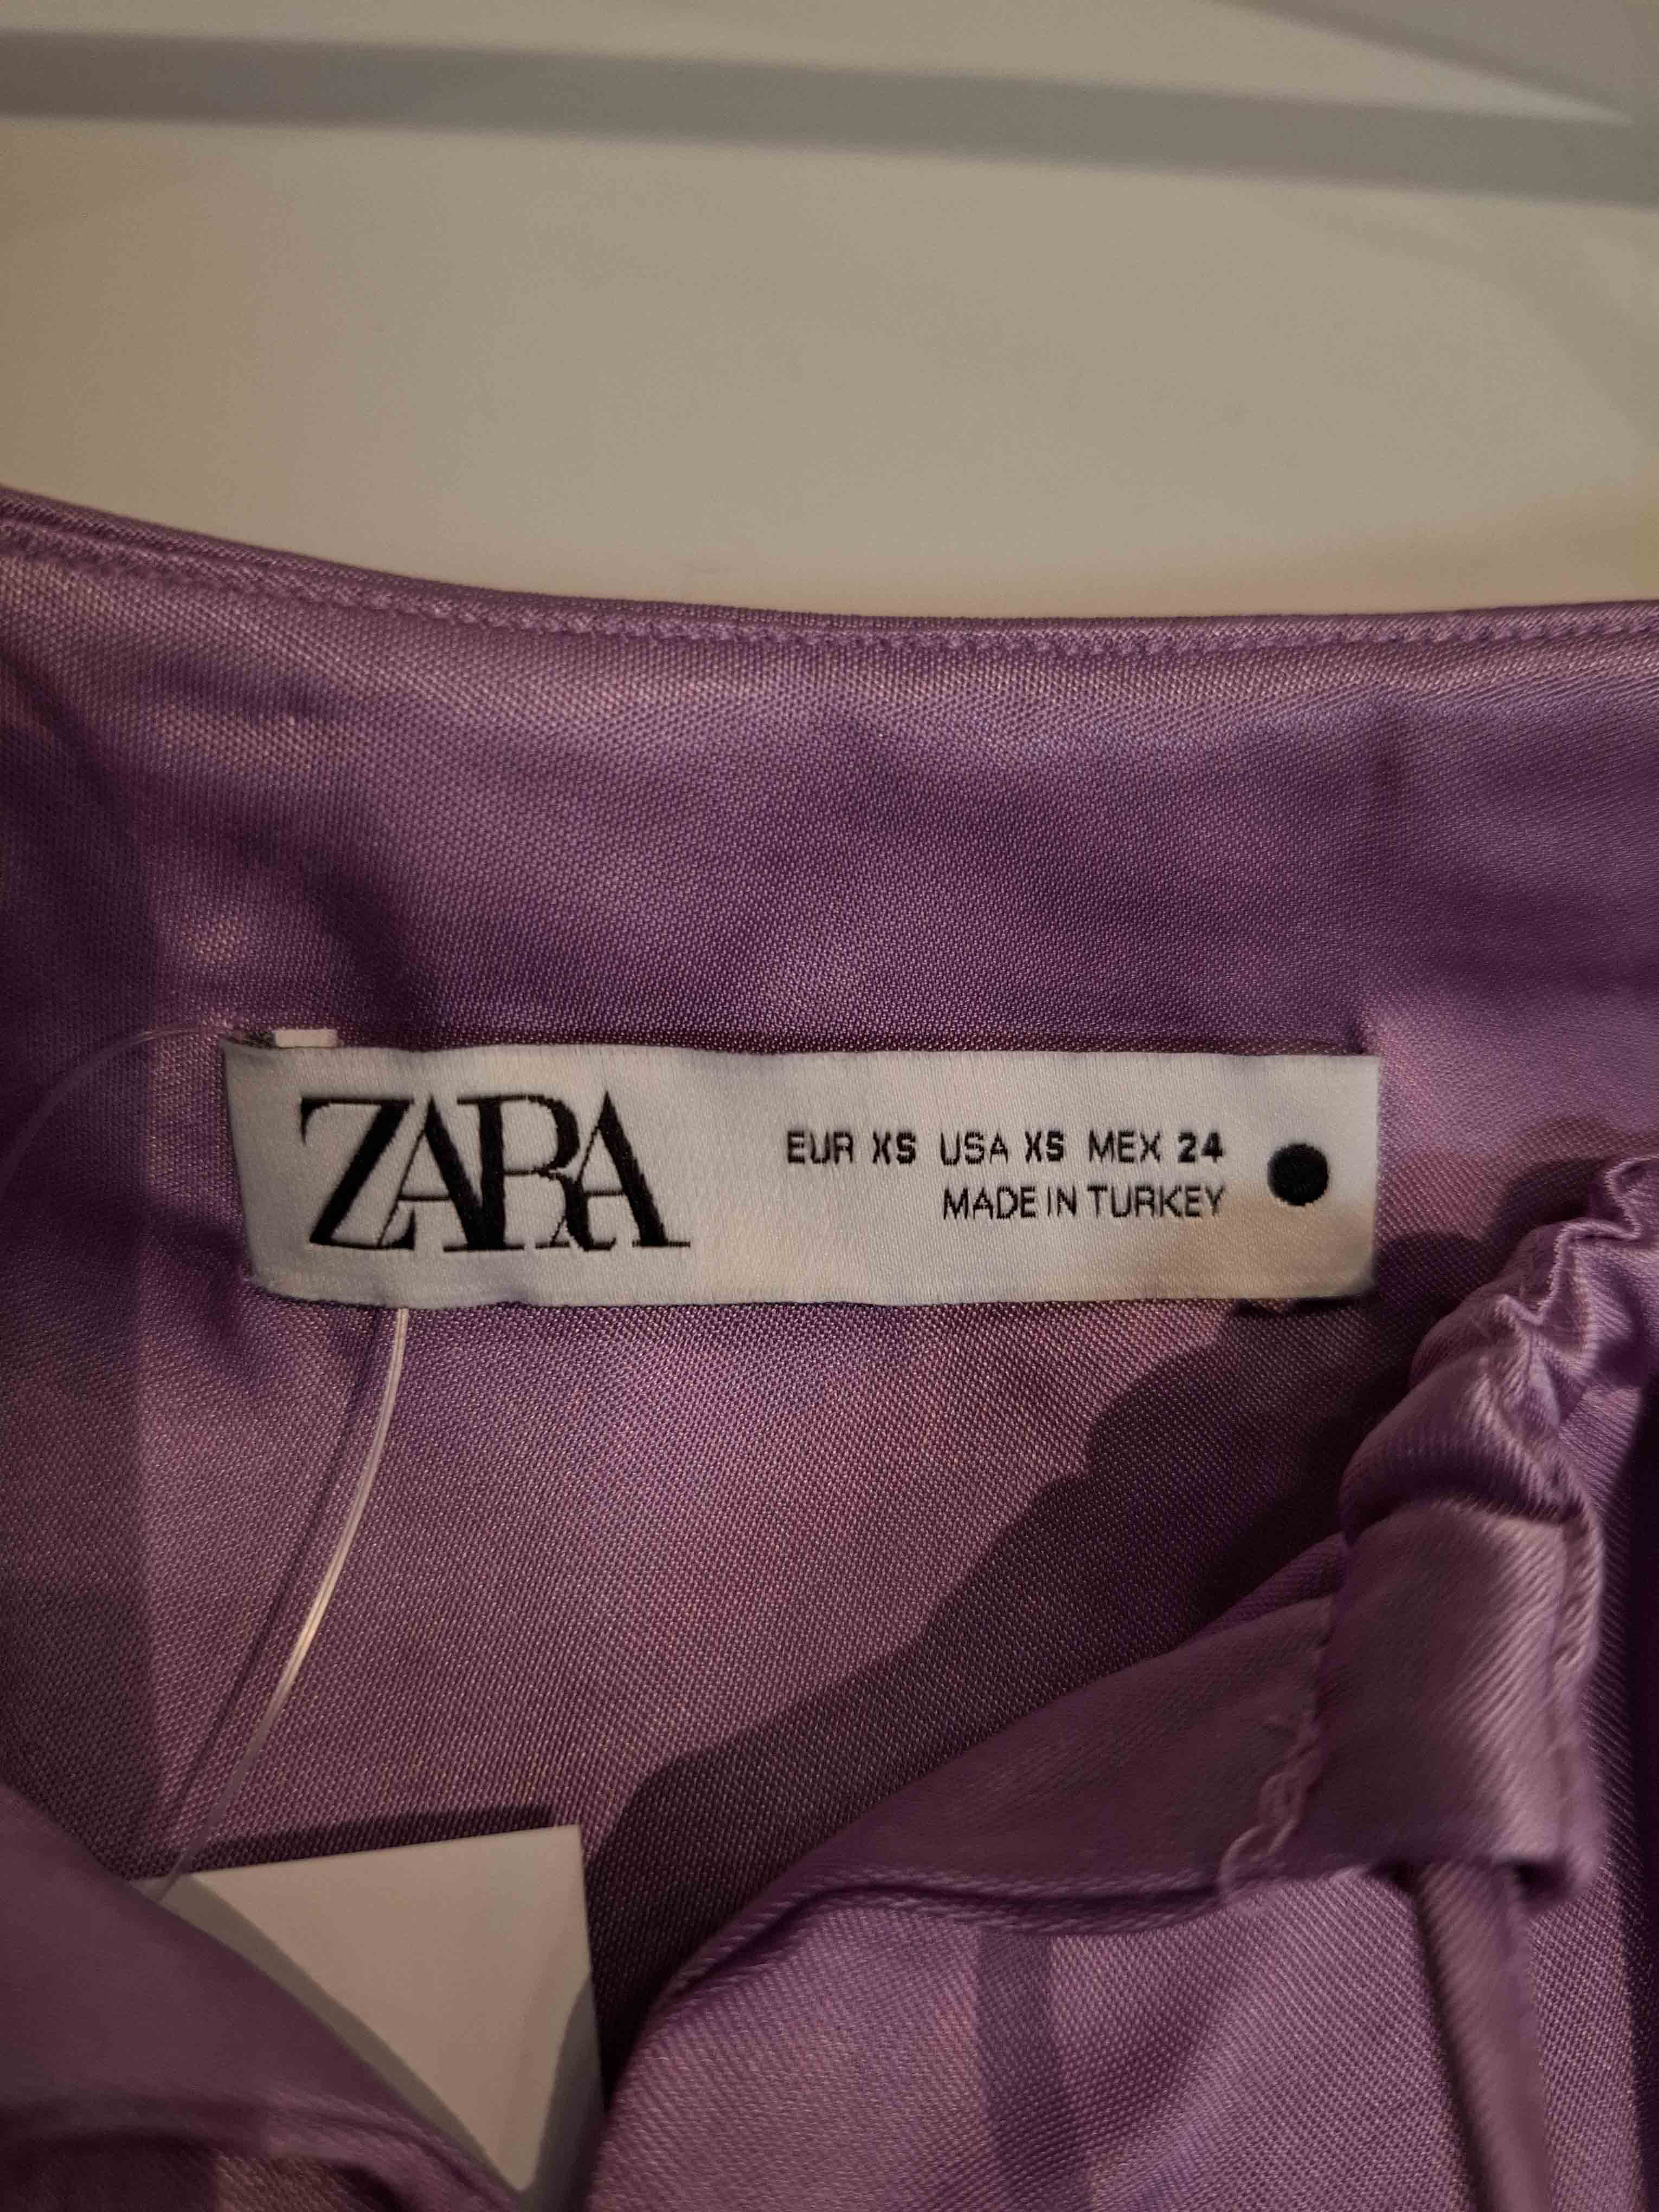 ZARA
EUR XS USA XS MEX 24
MADE IN TURKEY